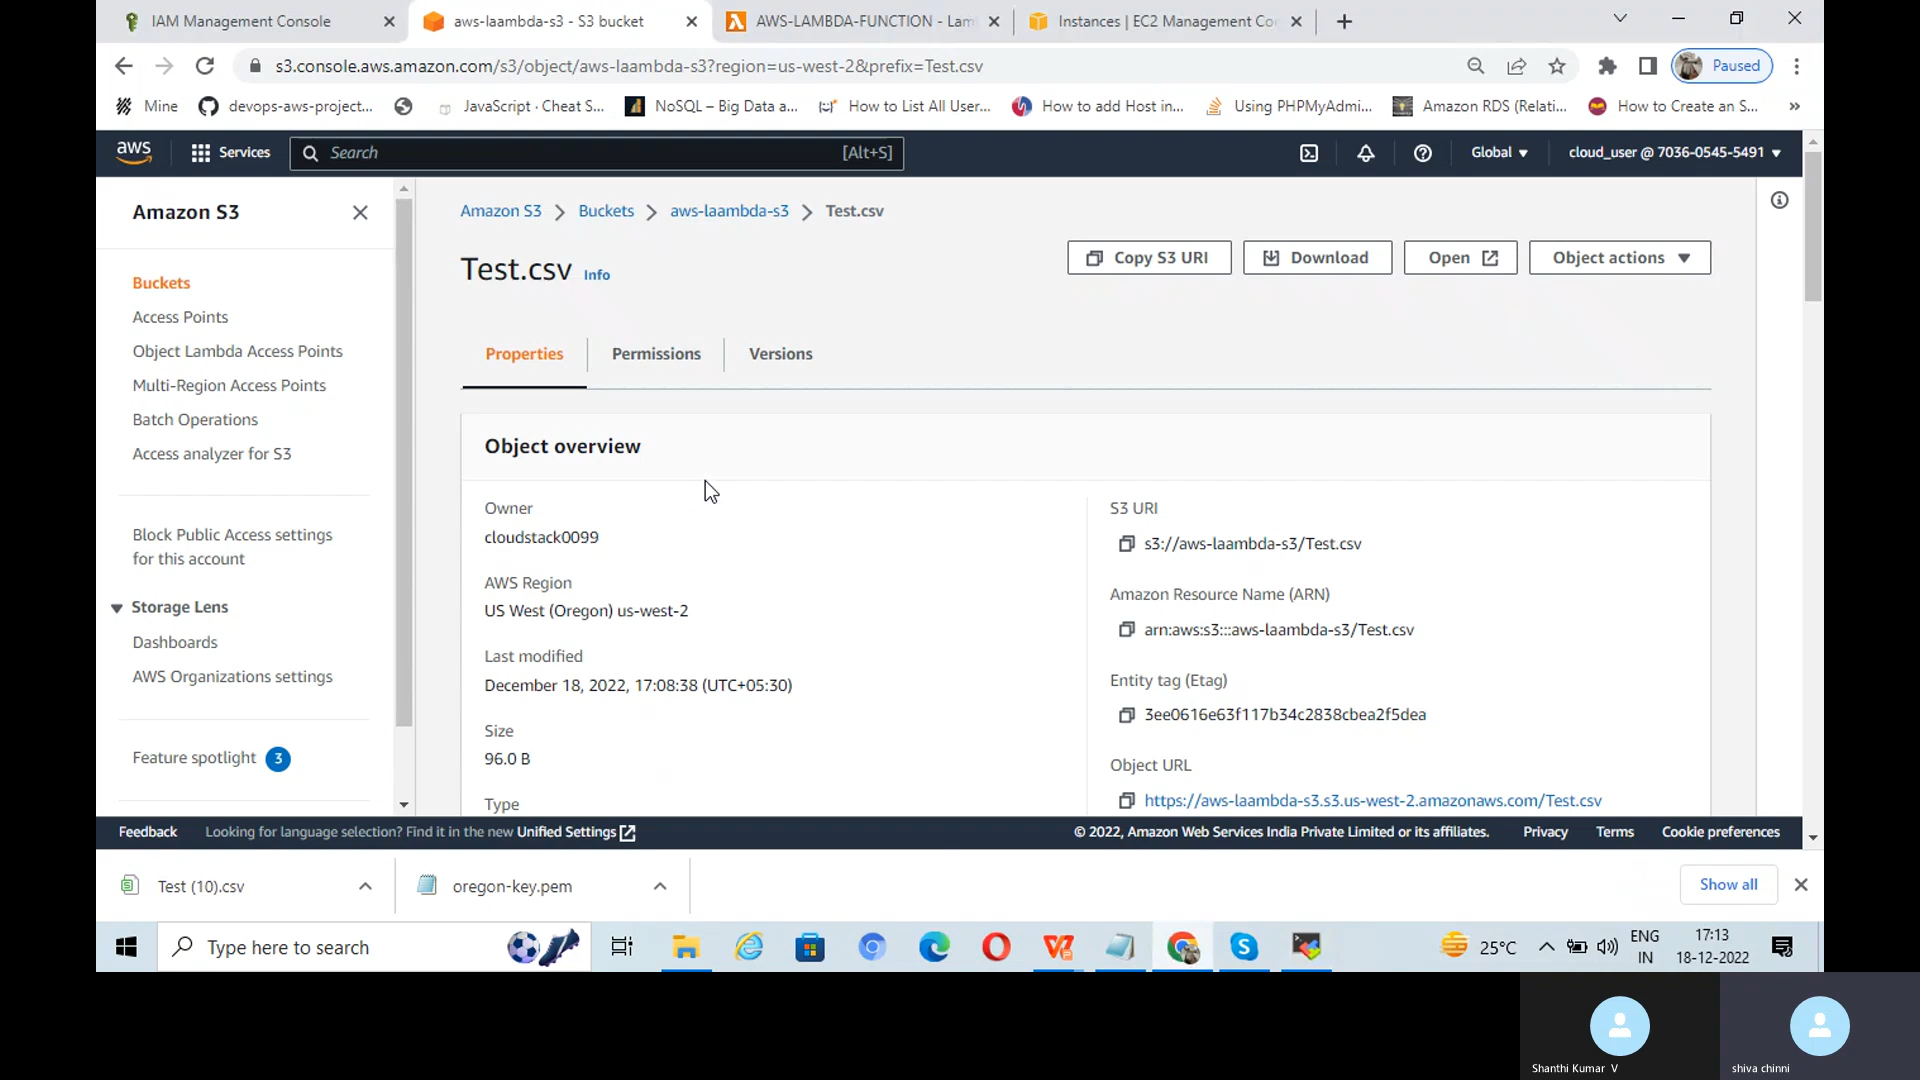 IAM Management Console
aws-laambda-s3 - S3 bucket
AWS-LAMBDA-FUNCTION - Lam
Instances | EC2 Management Co
s3.console.aws.amazon.com/s3/object/aws-laambda-s3?region=us-west-2&prefix=Test.csv
Paused
Mine
devops-aws-project...
JavaScript · Cheat S...
NoSQL – Big Data a...
How to List All User...
How to add Host in...
Using PHPMyAdmi...
Amazon RDS (Relati...
How to Create an S...
»
aws
Services
Search
[Alt+S]
Global
cloud_user @ 7036-0545-5491
Amazon S3
Buckets
Access Points
Object Lambda Access Points
Multi-Region Access Points
Batch Operations
Access analyzer for S3
Block Public Access settings
for this account
Storage Lens
Dashboards
AWS Organizations settings
Feature spotlight 3
Amazon S3
Buckets
aws-laambda-s3
Test.csv
Test.csv Info
Copy S3 URI
Download
Open
Object actions
Properties
Permissions
Versions
Object overview
Owner
cloudstack0099
AWS Region
US West (Oregon) us-west-2
Last modified
December 18, 2022, 17:08:38 (UTC+05:30)
Size
96.0 B
Type
S3 URI
s3://aws-laambda-s3/Test.csv
Amazon Resource Name (ARN)
arn:aws:s3:::aws-laambda-s3/Test.csv
Entity tag (Etag)
3ee0616e63f117b34c2838cbea2f5dea
Object URL
https://aws-laambda-s3.s3.us-west-2.amazonaws.com/Test.csv
Feedback
Looking for language selection? Find it in the new Unified Settings
© 2022, Amazon Web Services India Private Limited or its affiliates.
Privacy
Terms
Cookie preferences
Test (10).csv
oregon-key.pem
Show all
Type here to search
25°C
ENG
IN
17:13
18-12-2022
Shanthi Kumar V
shiva chinni